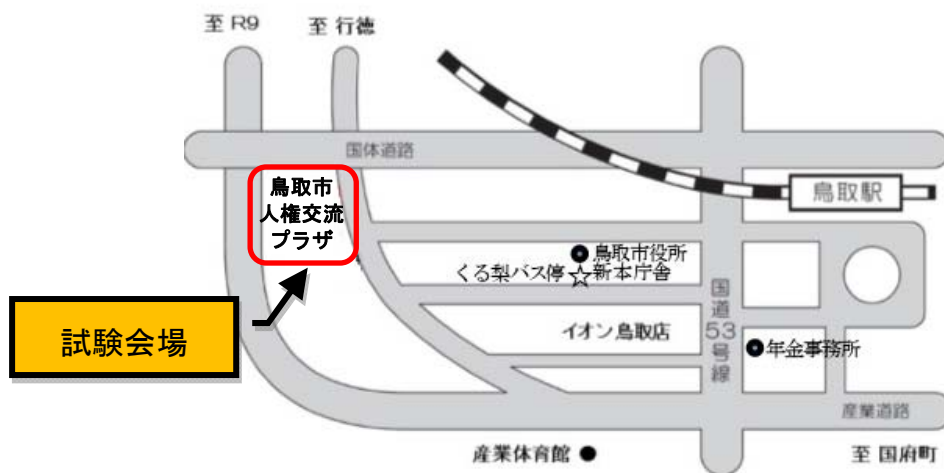 至 R9
至 行徳
国体道路
鳥取市
人権交流
プラザ
鳥取駅
鳥取市役所
くる梨バス停☆新本庁舎
試験会場
イオン鳥取店
国道53号線
年金事務所
産業道路
産業体育館
至 国府町